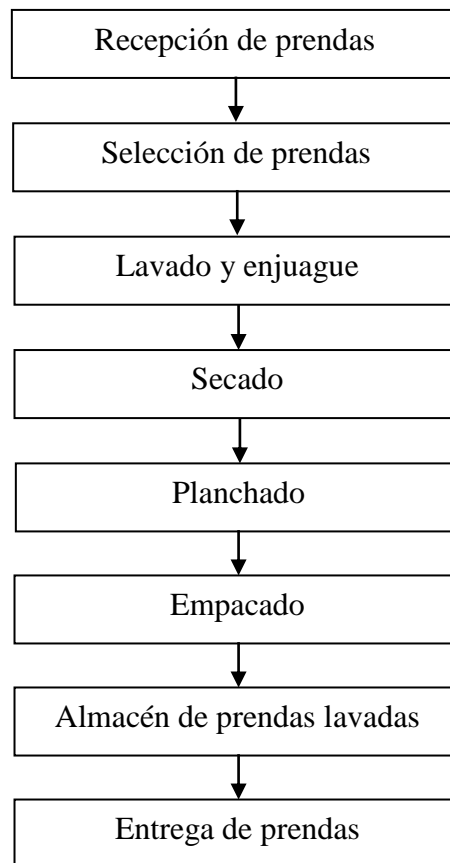 Recepción de prendas
Selección de prendas
Lavado y enjuague
Secado
Planchado
Empacado
Almacén de prendas lavadas
Entrega de prendas